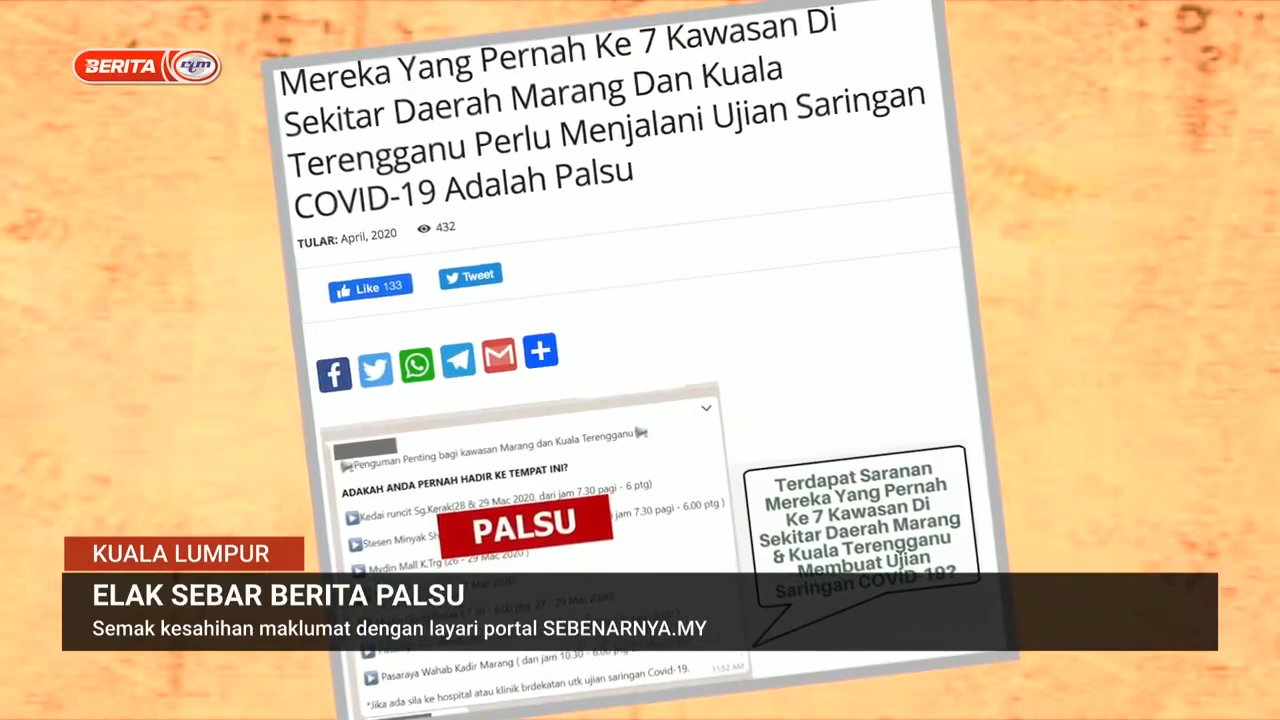 BERITA rtm
Mereka Yang Pernah Ke 7 Kawasan Di
Sekitar Daerah Marang Dan Kuala
Terengganu Perlu Menjalani Ujian Saringan
COVID-19 Adalah Palsu
TULAR: April, 2020 432
Like 133 Tweet
Penguman Penting bagi kawasan Marang dan Kuala Terengganu
ADAKAH ANDA PERNAH HADIR KE TEMPAT INI?
Kedai runcit Sg.Kerak(28 & 29 Mac 2020, dari jam 7.30 pagi - 6 ptg)
Stesen Minyak jam 7.30 pagi - 6.00 ptg )
PALSU
Mydin Mall K.Trg (26 - 29 Mac 2020 )
Pasaraya Wahab Kadir Marang ( dari jam 10.30 - 6.00
11:52 AM
*Jika ada sila ke hospital atau klinik brdekatan utk ujian saringan Covid-19.
Terdapat Saranan
Mereka Yang Pernah
Ke 7 Kawasan Di
Sekitar Daerah Marang
& Kuala Terengganu
Membuat Ujian
Saringan COVID-19?
KUALA LUMPUR
ELAK SEBAR BERITA PALSU
Semak kesahihan maklumat dengan layari portal SEBENARNYA.MY